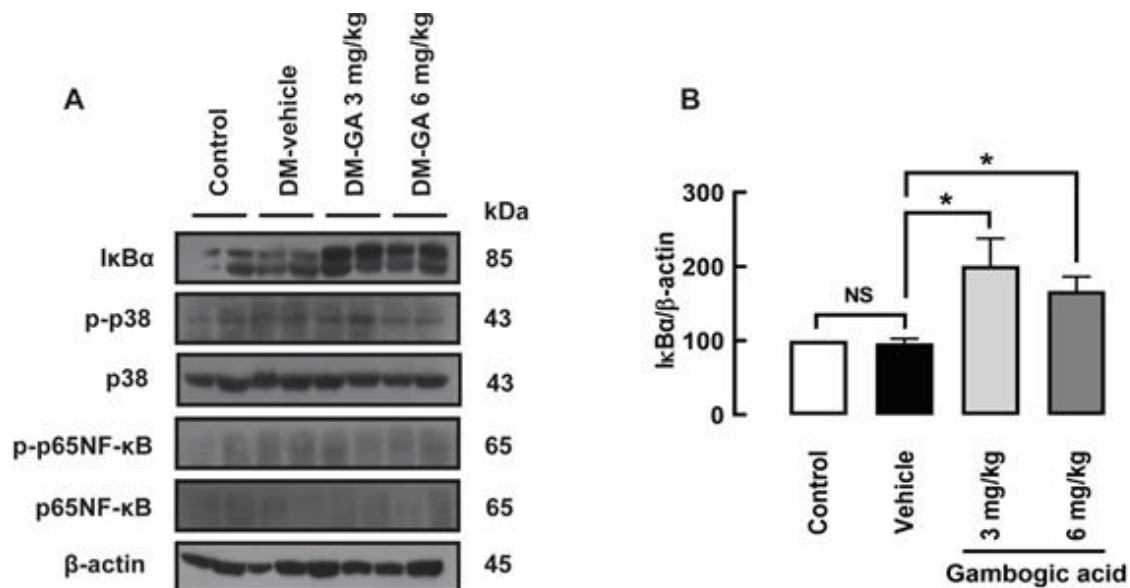 A
Control
DM-vehicle
DM-GA 3 mg/kg
DM-GA 6 mg/kg
kDa
IκBα 85
p-p38 43
p38 43
p-p65NF-κB 65
p65NF-κB 65
β-actin 45
B
IκBα/β-actin
300
200
100
0
NS
*
*
Control
Vehicle
3 mg/kg
6 mg/kg
Gambogic acid